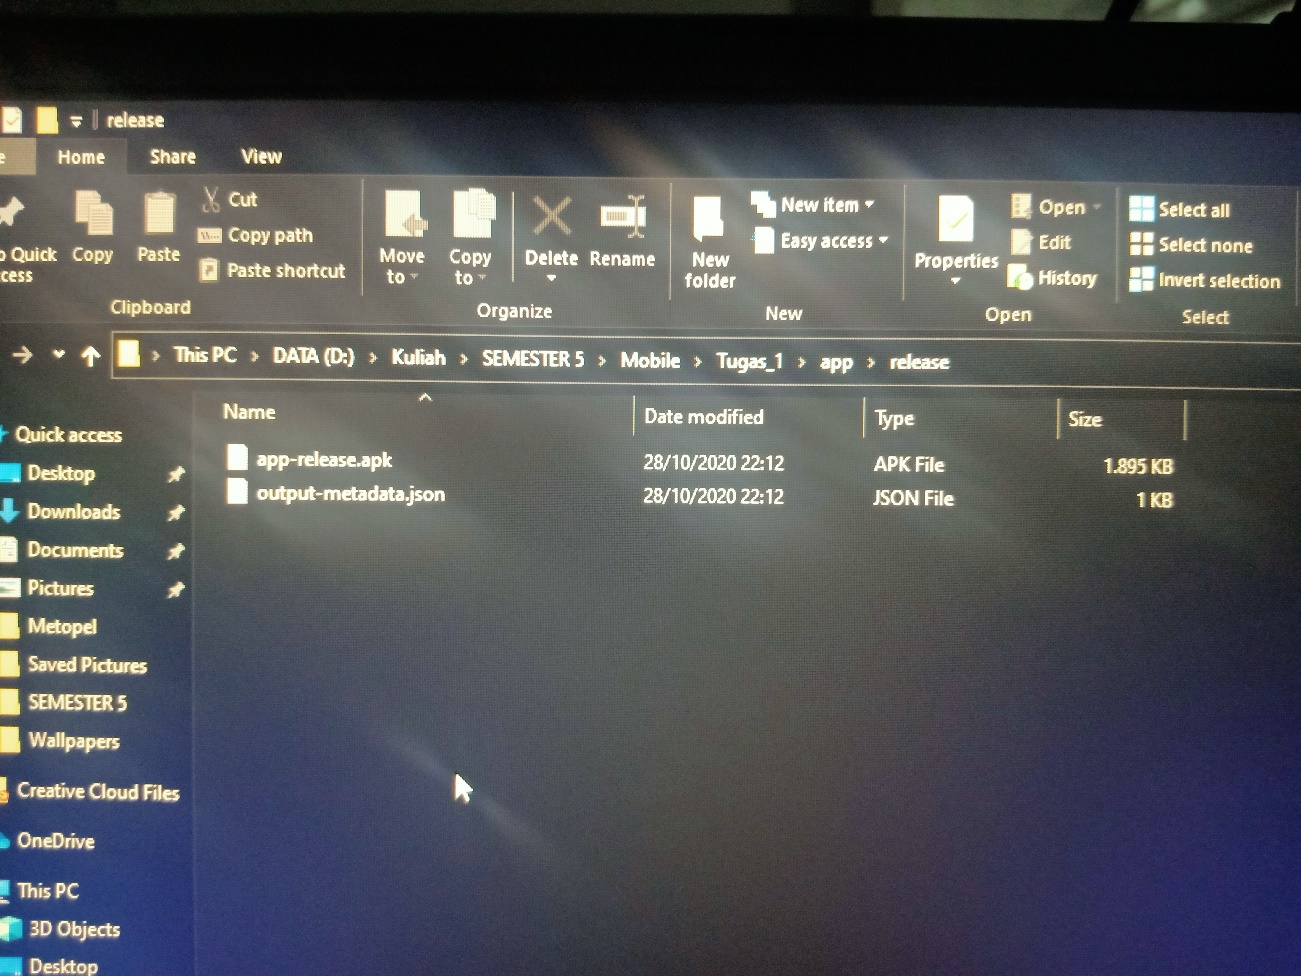 release
Home Share View
Quick
Copy
Paste
Cut
Copy path
Paste shortcut
Clipboard
Move to
Copy to
Delete
Rename
Organize
New folder
New item
Easy access
New
Properties
Open
Edit
History
Open
Select all
Select none
Invert selection
Select
This PC > DATA (D:) > Kuliah > SEMESTER 5 > Mobile > Tugas_1 > app > release
Name Date modified Type Size
app-release.apk 28/10/2020 22:12 APK File 1.895 KB
output-metadata.json 28/10/2020 22:12 JSON File 1 KB
Quick access
Desktop
Downloads
Documents
Pictures
Metopel
Saved Pictures
SEMESTER 5
Wallpapers
Creative Cloud Files
OneDrive
This PC
3D Objects
Desktop